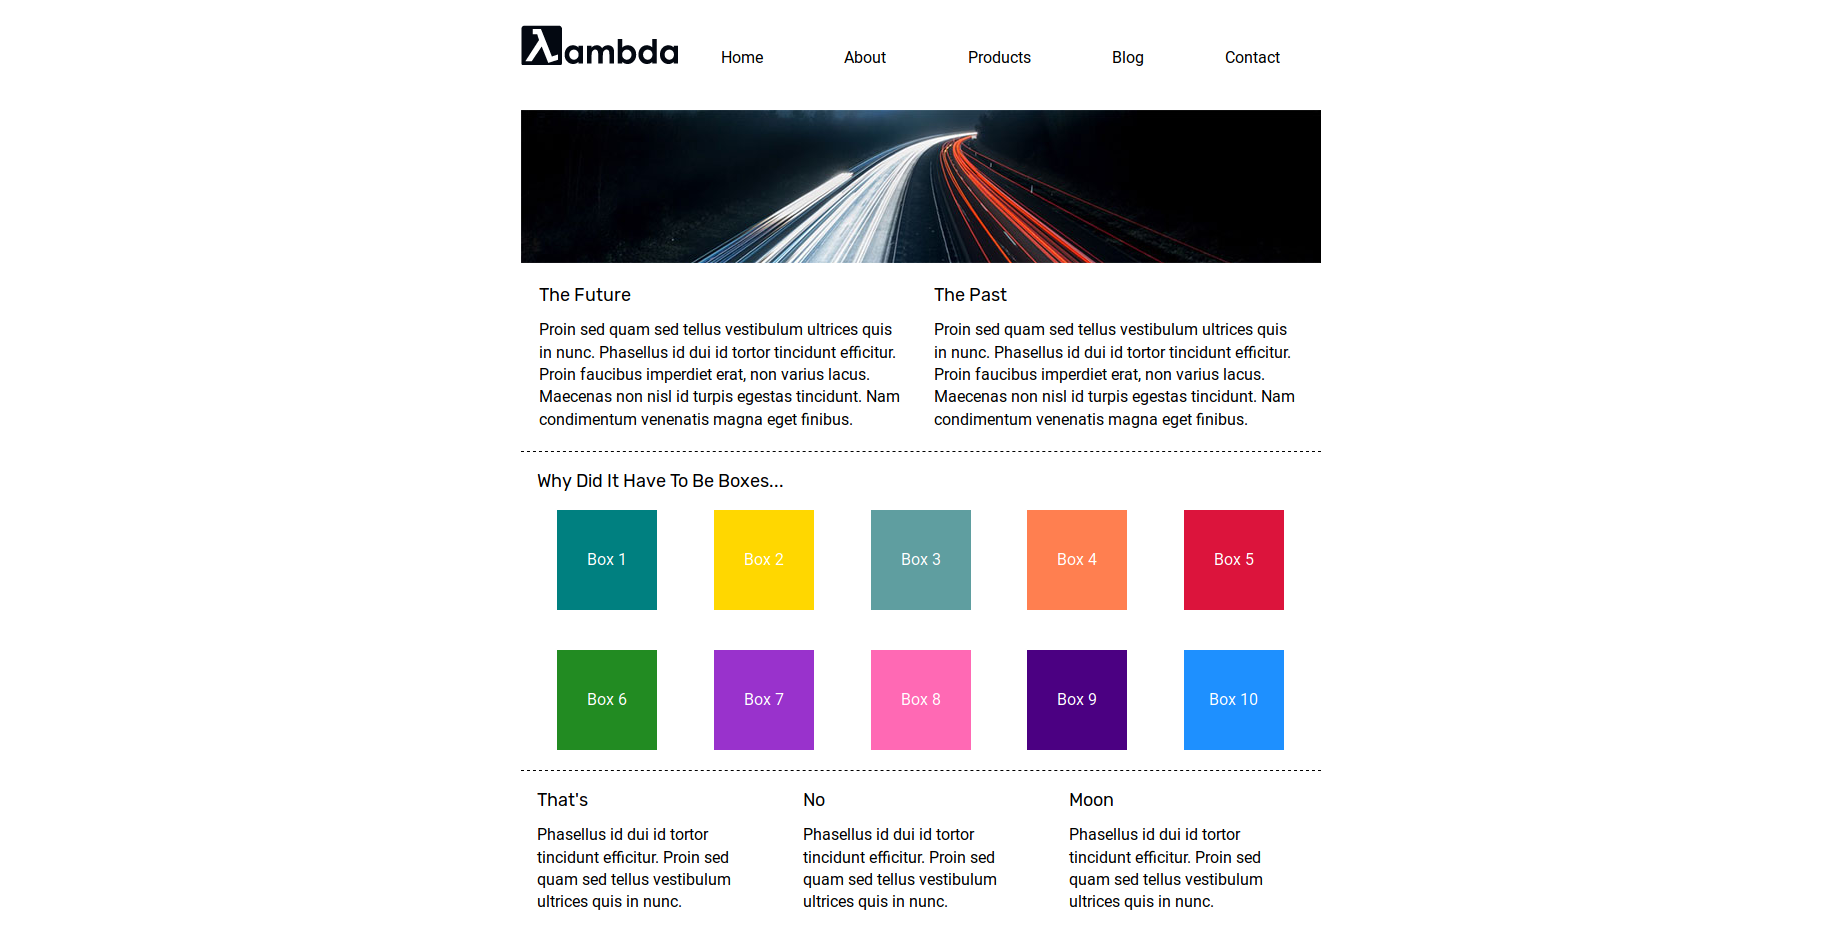 λambda
Home
About
Products
Blog
Contact
The Future
Proin sed quam sed tellus vestibulum ultrices quis
in nunc. Phasellus id dui id tortor tincidunt efficitur.
Proin faucibus imperdiet erat, non varius lacus.
Maecenas non nisl id turpis egestas tincidunt. Nam
condimentum venenatis magna eget finibus.
The Past
Proin sed quam sed tellus vestibulum ultrices quis
in nunc. Phasellus id dui id tortor tincidunt efficitur.
Proin faucibus imperdiet erat, non varius lacus.
Maecenas non nisl id turpis egestas tincidunt. Nam
condimentum venenatis magna eget finibus.
Why Did It Have To Be Boxes...
Box 1
Box 2
Box 3
Box 4
Box 5
Box 6
Box 7
Box 8
Box 9
Box 10
That's
Phasellus id dui id tortor
tincidunt efficitur. Proin sed
quam sed tellus vestibulum
ultrices quis in nunc.
No
Phasellus id dui id tortor
tincidunt efficitur. Proin sed
quam sed tellus vestibulum
ultrices quis in nunc.
Moon
Phasellus id dui id tortor
tincidunt efficitur. Proin sed
quam sed tellus vestibulum
ultrices quis in nunc.